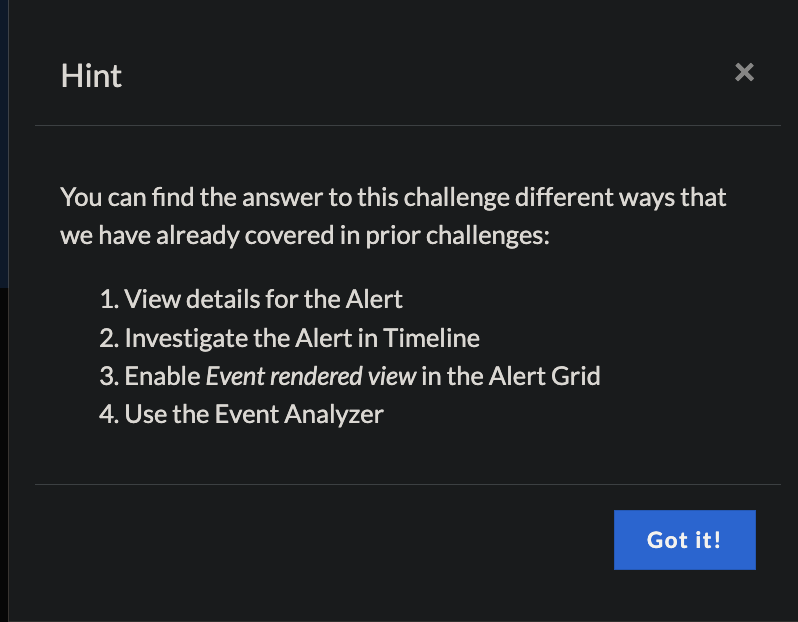 Hint
×
You can find the answer to this challenge different ways that
we have already covered in prior challenges:
1. View details for the Alert
2. Investigate the Alert in Timeline
3. Enable Event rendered view in the Alert Grid
4. Use the Event Analyzer
Got it!